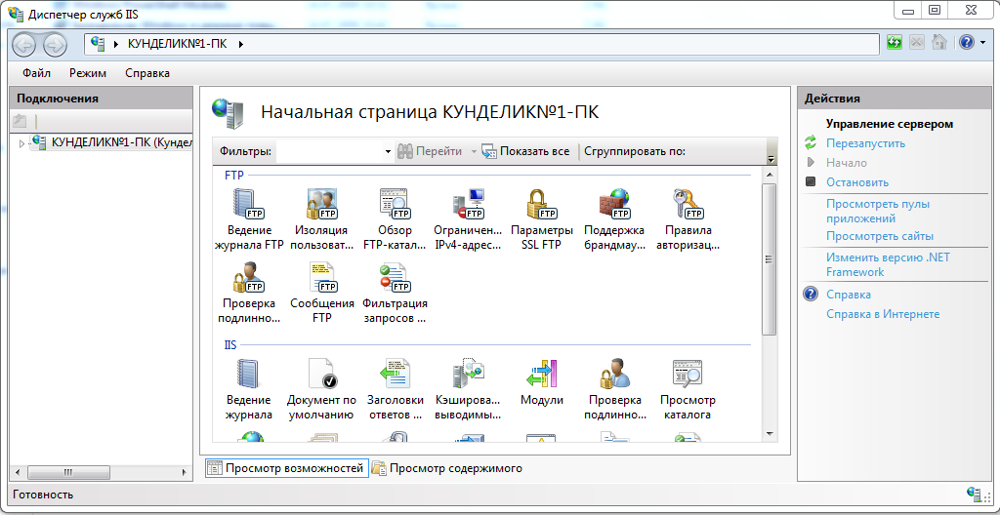 Диспетчер служб IIS
КУНДЕЛИК№1-ПК
Файл Режим Справка
Подключения
КУНДЕЛИК№1-ПК (Кундел
Начальная страница КУНДЕЛИК№1-ПК
Фильтры: Перейти Показать все Сгруппировать по:
FTP
Ведение журнала FTP
Изоляция пользоват...
Обзор FTP-катал...
Ограничен... IPv4-адрес...
Параметры SSL FTP
Поддержка брандмау...
Правила авторизац...
Проверка подлинно...
Сообщения FTP
Фильтрация запросов ...
IIS
Ведение журнала
Документ по умолчанию
Заголовки ответов ...
Кэширова... выводимы...
Модули
Проверка подлинно...
Просмотр каталога
Просмотр возможностей
Просмотр содержимого
Действия
Управление сервером
Перезапустить
Начало
Остановить
Просмотреть пулы
приложений
Просмотреть сайты
Изменить версию .NET
Framework
Справка
Справка в Интернете
Готовность